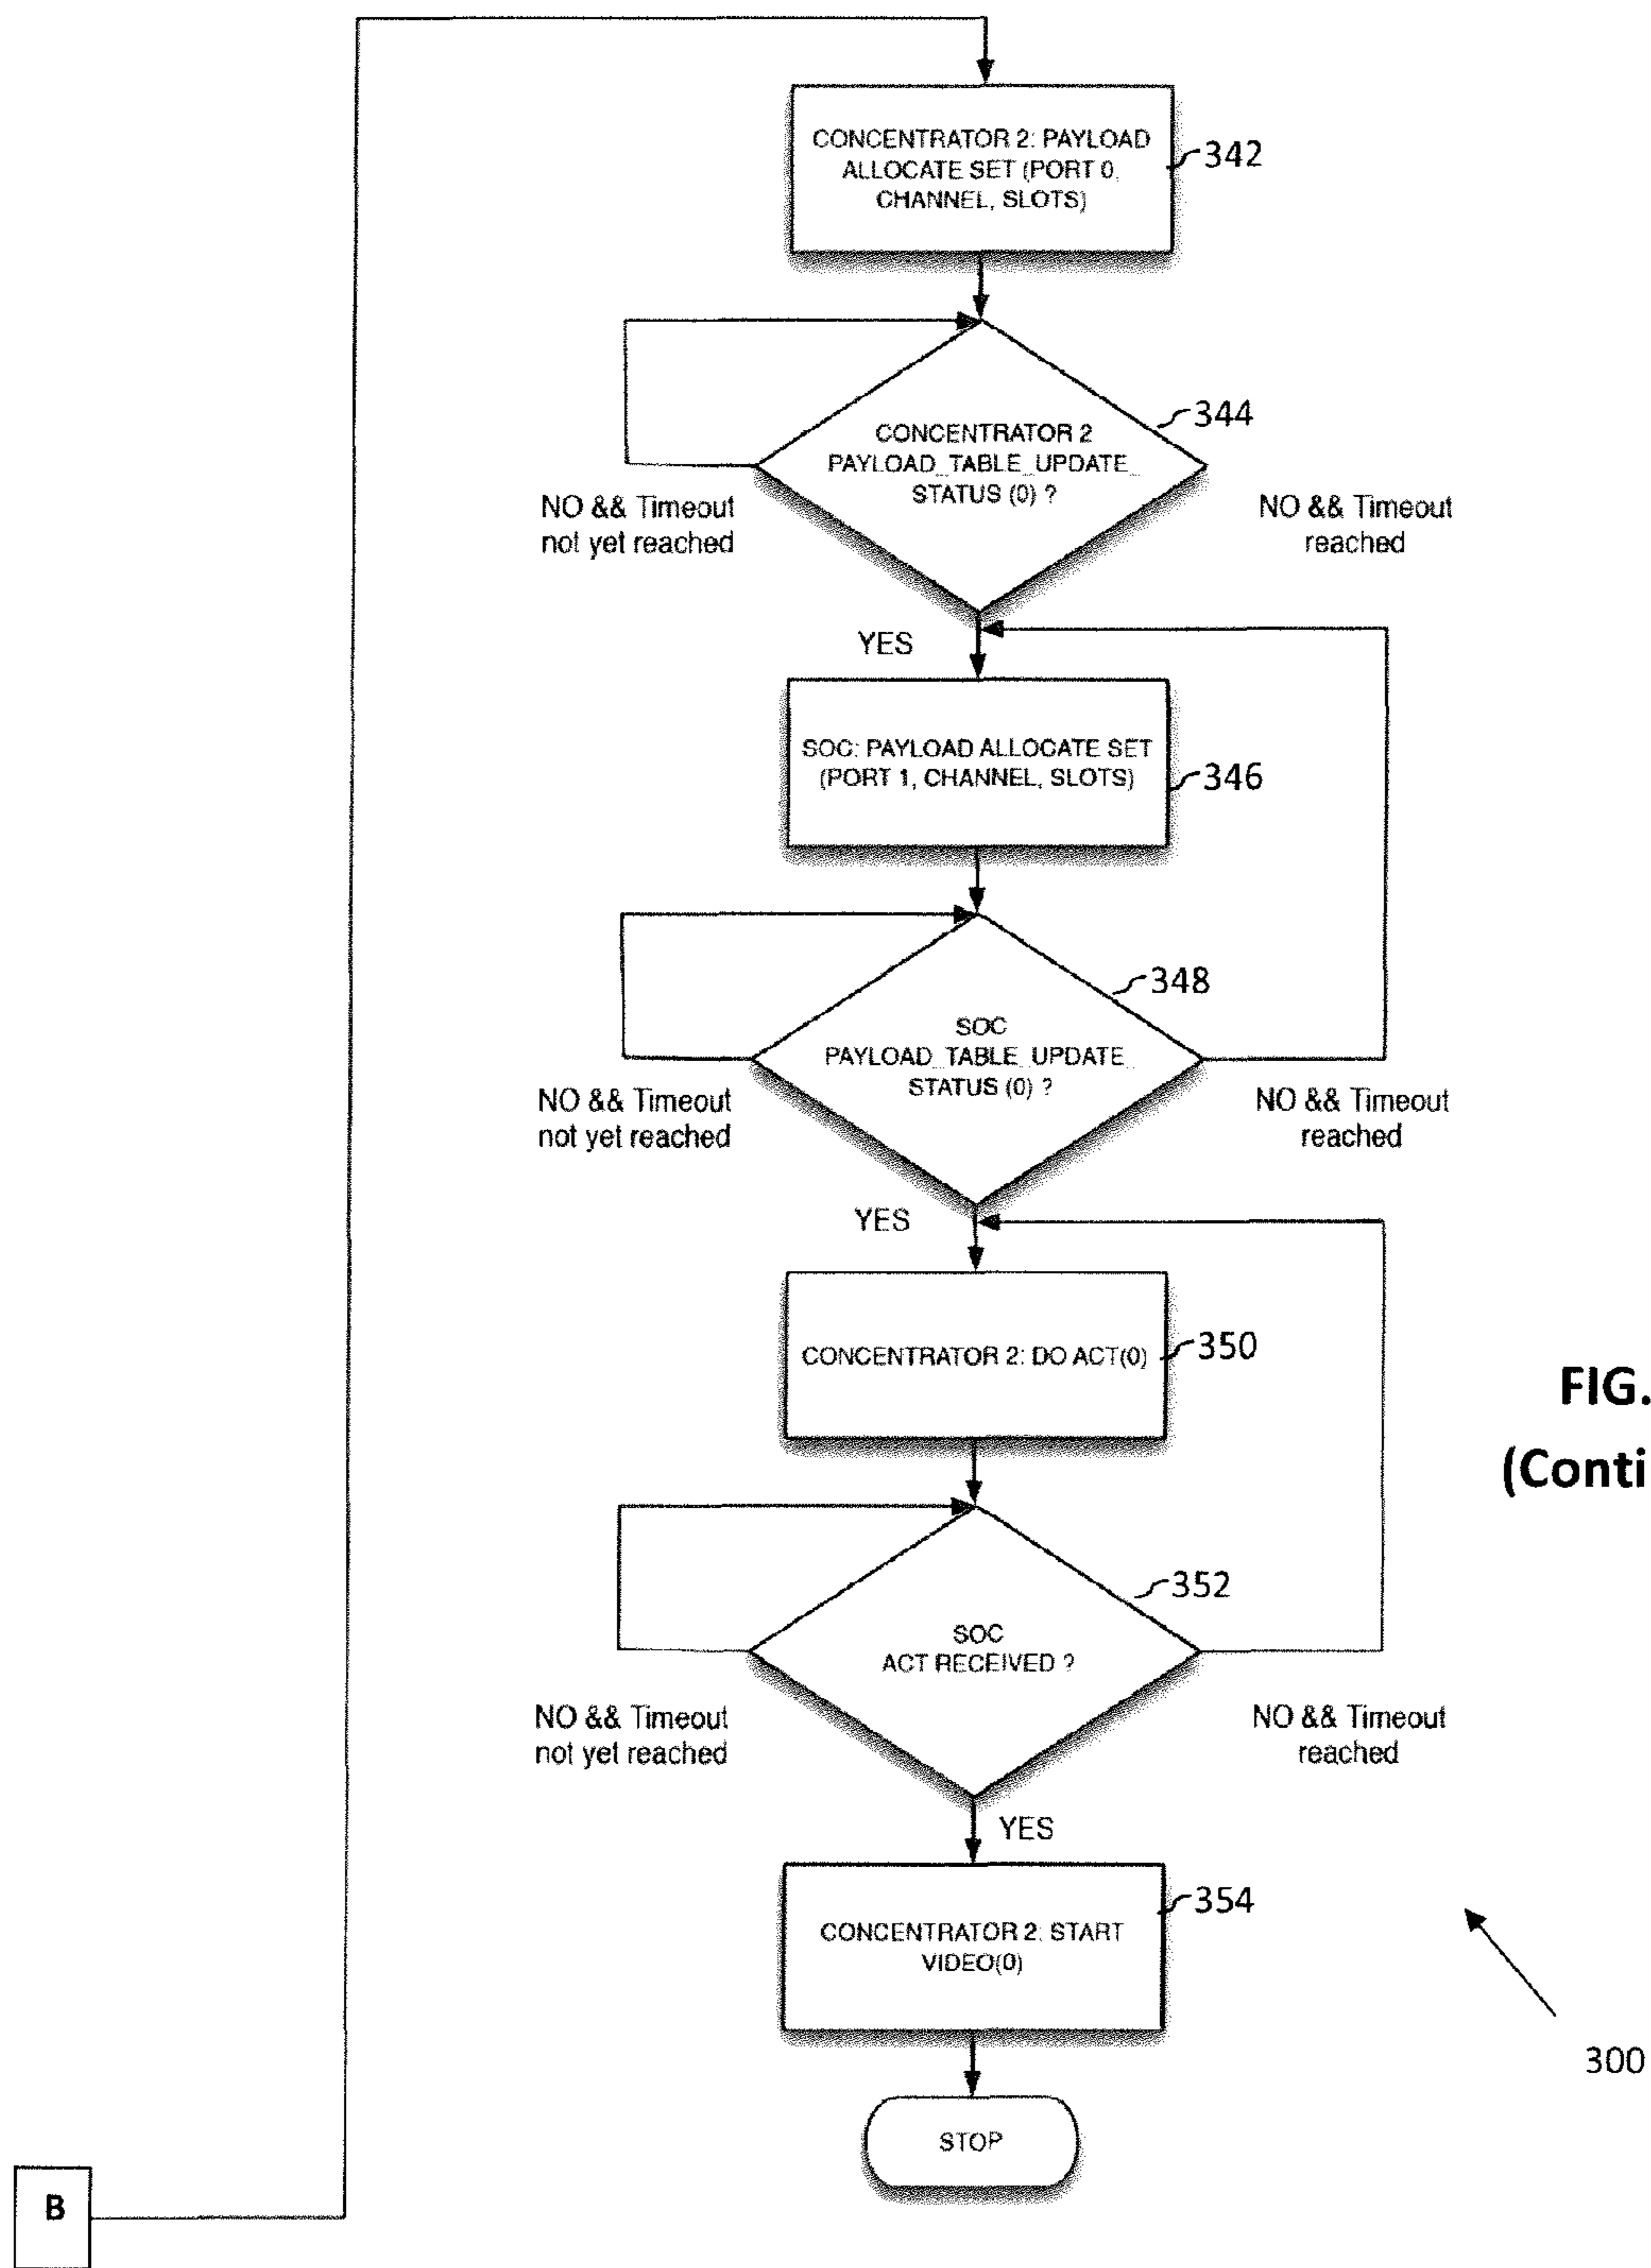 CONCENTRATOR 2: PAYLOAD
ALLOCATE SET (PORT 0,
CHANNEL, SLOTS)
342
CONCENTRATOR 2
PAYLOAD_TABLE_UPDATE_
STATUS (0) ?
344
NO && Timeout
not yet reached
NO && Timeout
reached
YES
SOC: PAYLOAD ALLOCATE SET
(PORT 1, CHANNEL, SLOTS)
346
SOC
PAYLOAD_TABLE_UPDATE_
STATUS (0) ?
348
NO && Timeout
not yet reached
NO && Timeout
reached
YES
CONCENTRATOR 2: DO ACT(0)
350
FIG.
(Conti
SOC
ACT RECEIVED ?
352
NO && Timeout
not yet reached
NO && Timeout
reached
YES
CONCENTRATOR 2: START
VIDEO(0)
354
300
STOP
B